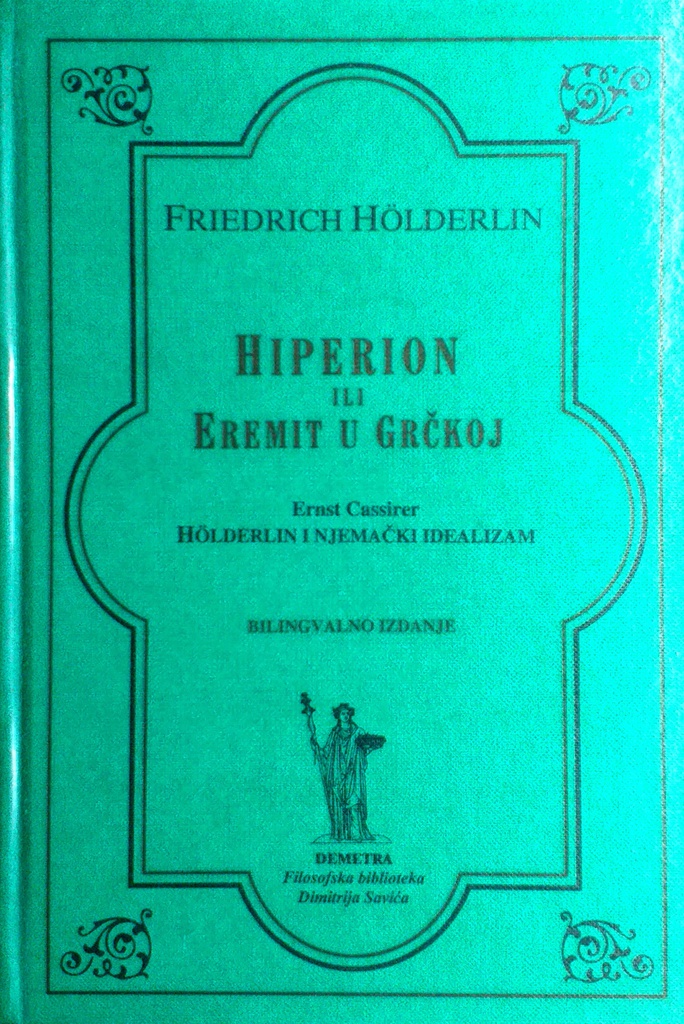 FRIEDRICH HÖLDERLIN
HIPERION
ILI
EREMIT U GRČKOJ
Ernst Cassirer
HÖLDERLIN I NJEMAČKI IDEALIZAM
BILINGVALNO IZDANJE
DEMETRA
Filosofska biblioteka
Dimitrija Savića